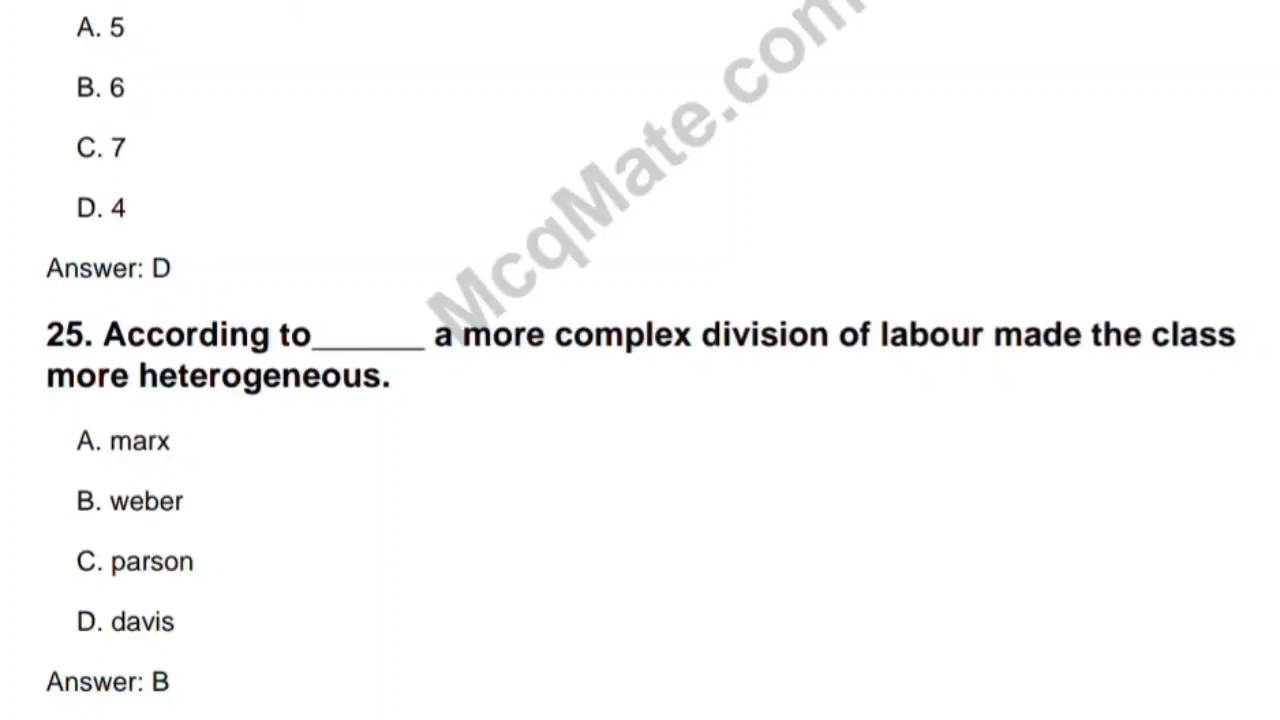 A. 5
B. 6
C. 7
D. 4
Answer: D
McqMate.com
25. According to______ a more complex division of labour made the class
more heterogeneous.
A. marx
B. weber
C. parson
D. davis
Answer: B